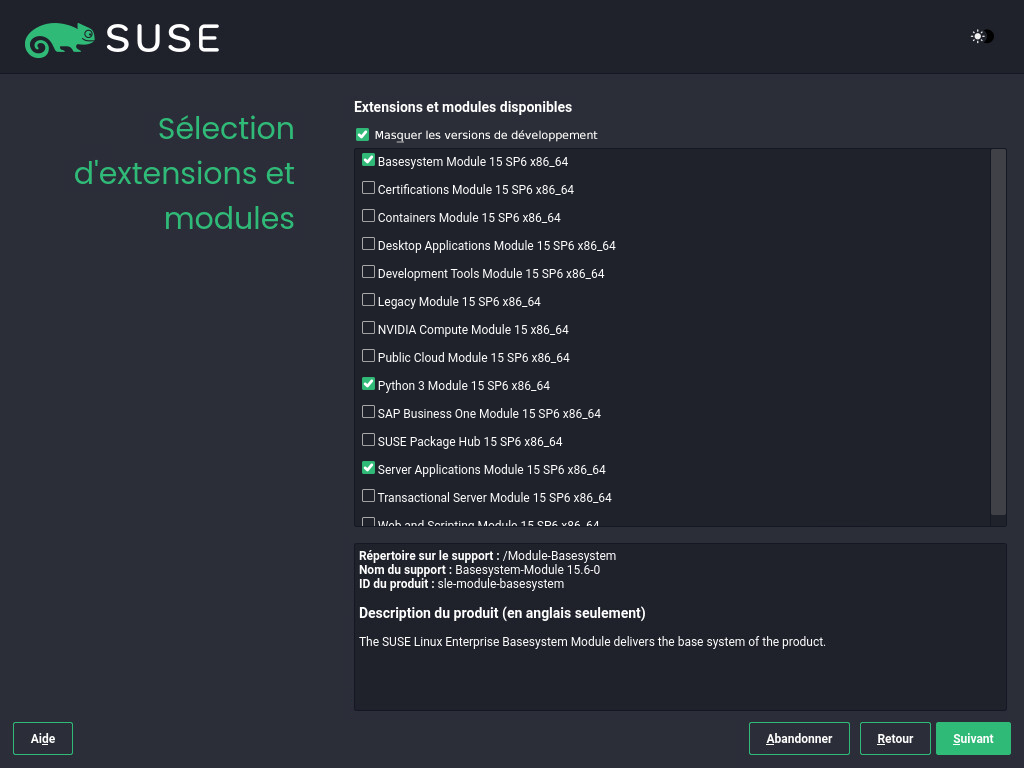 SUSE
Sélection
d'extensions et
modules
Extensions et modules disponibles
Masquer les versions de développement
Basesystem Module 15 SP6 x86_64
Certifications Module 15 SP6 x86_64
Containers Module 15 SP6 x86_64
Desktop Applications Module 15 SP6 x86_64
Development Tools Module 15 SP6 x86_64
Legacy Module 15 SP6 x86_64
NVIDIA Compute Module 15 x86_64
Public Cloud Module 15 SP6 x86_64
Python 3 Module 15 SP6 x86_64
SAP Business One Module 15 SP6 x86_64
SUSE Package Hub 15 SP6 x86_64
Server Applications Module 15 SP6 x86_64
Transactional Server Module 15 SP6 x86_64
Web and Scripting Module 15 SP6 x86_64
Répertoire sur le support : /Module-Basesystem
Nom du support : Basesystem-Module 15.6-0
ID du produit : sle-module-basesystem
Description du produit (en anglais seulement)
The SUSE Linux Enterprise Basesystem Module delivers the base system of the product.
Aide
Abandonner
Retour
Suivant